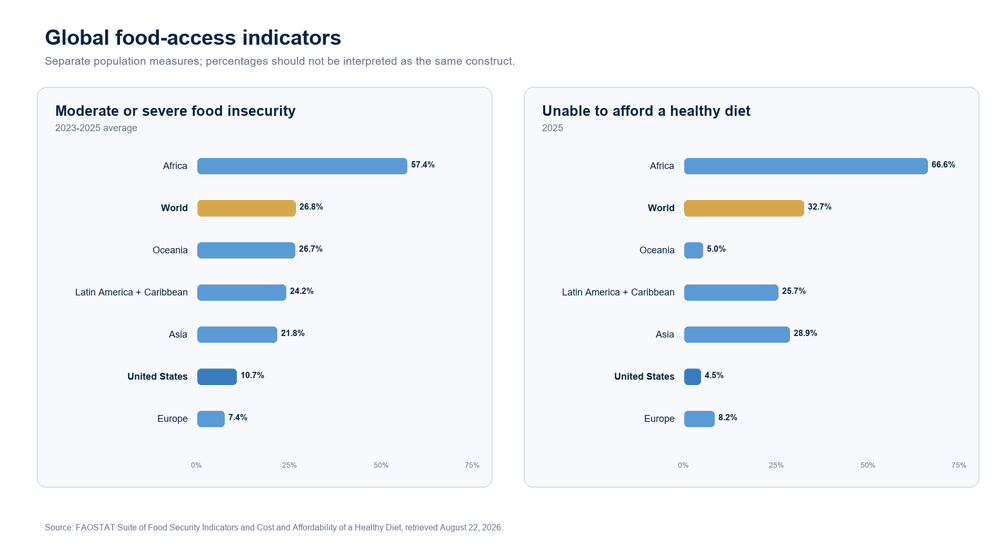 Global food-access indicators
Separate population measures; percentages should not be interpreted as the same construct.
Moderate or severe food insecurity
2023-2025 average
Africa 57.4%
World 26.8%
Oceania 26.7%
Latin America + Caribbean 24.2%
Asia 21.8%
United States 10.7%
Europe 7.4%
0% 25% 50% 75%
Unable to afford a healthy diet
2025
Africa 66.6%
World 32.7%
Oceania 5.0%
Latin America + Caribbean 25.7%
Asia 28.9%
United States 4.5%
Europe 8.2%
0% 25% 50% 75%
Source: FAOSTAT Suite of Food Security Indicators and Cost and Affordability of a Healthy Diet, retrieved August 22, 2026.